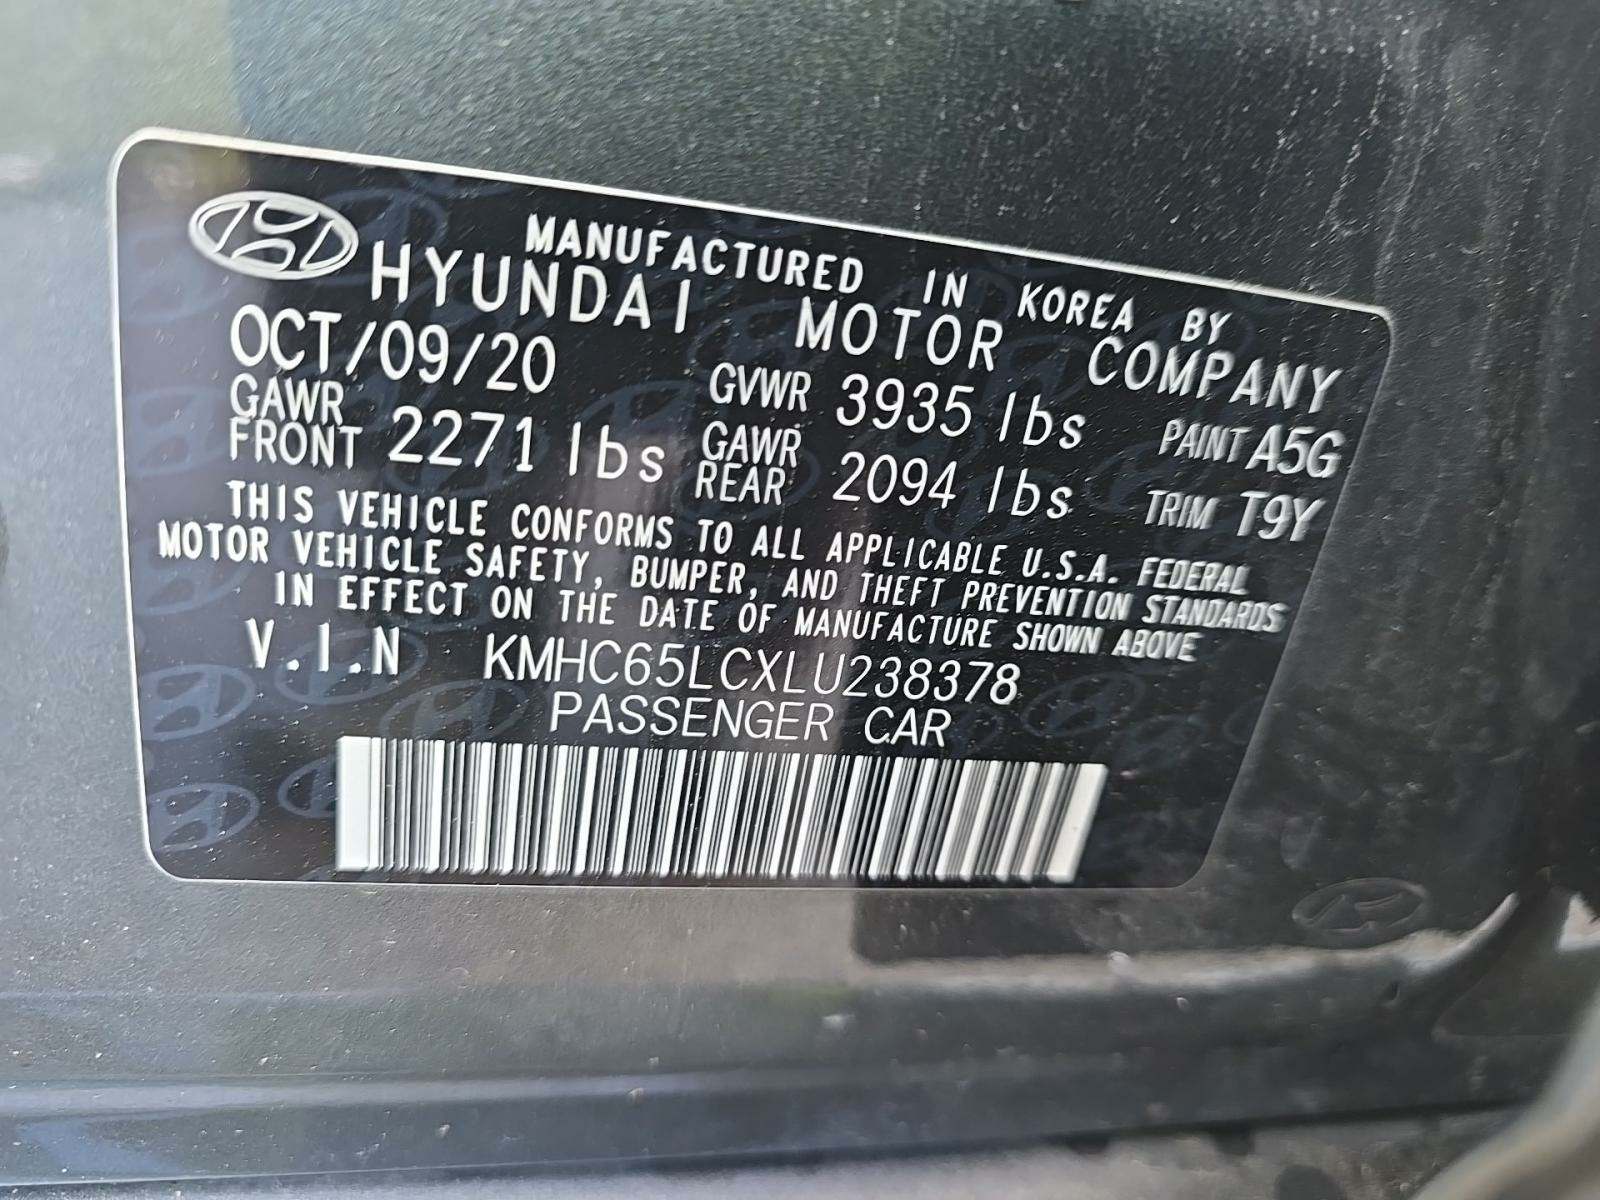 MANUFACTURED IN KOREA BY
HYUNDAI MOTOR COMPANY
OCT/09/20 GVWR 3935 lbs PAINT A5G
GAWR FRONT 2271 lbs GAWR REAR 2094 lbs TRIM T9Y
THIS VEHICLE CONFORMS TO ALL APPLICABLE U.S.A. FEDERAL
MOTOR VEHICLE SAFETY, BUMPER, AND THEFT PREVENTION STANDARDS
IN EFFECT ON THE DATE OF MANUFACTURE SHOWN ABOVE
V.I.N KMHC65LCXLU238378
PASSENGER CAR